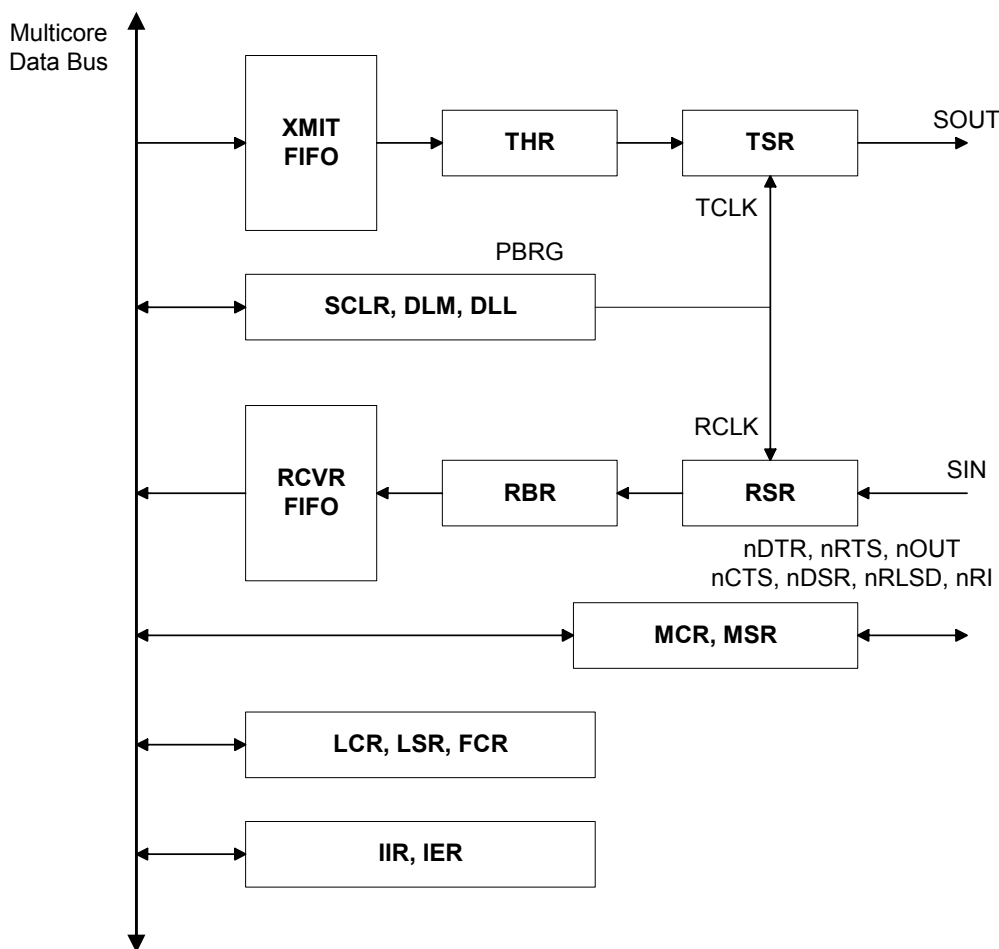 Multicore
Data Bus
XMIT
FIFO
THR
TSR
SOUT
TCLK
PBRG
SCLR, DLM, DLL
RCLK
RCVR
FIFO
RBR
RSR
SIN
nDTR, nRTS, nOUT
nCTS, nDSR, nRLSD, nRI
MCR, MSR
LCR, LSR, FCR
IIR, IER